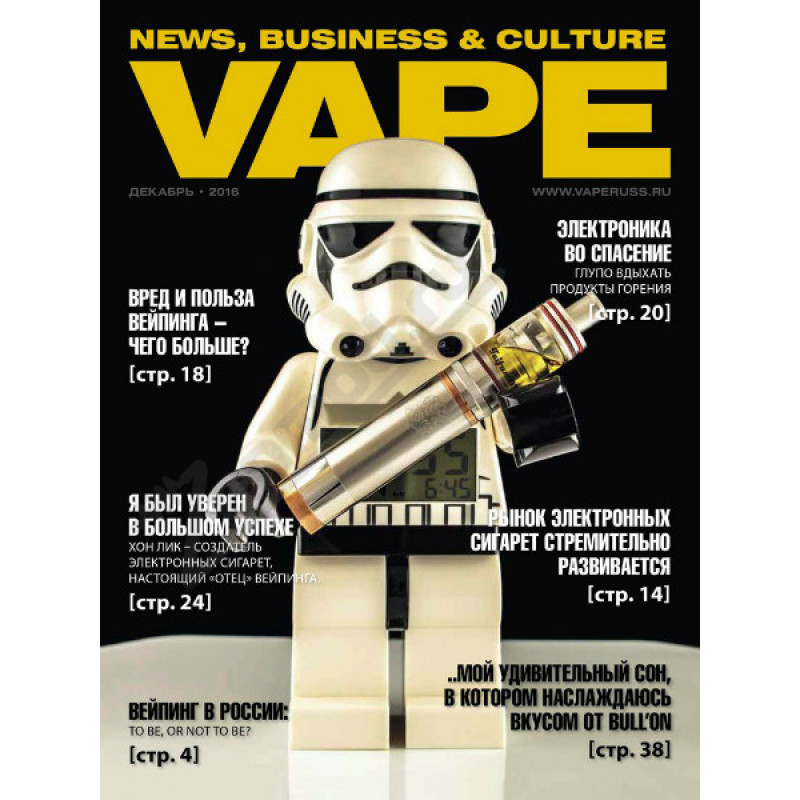 NEWS, BUSINESS & CULTURE
VAPE
ДЕКАБРЬ • 2016
WWW.VAPERUSS.RU
ЭЛЕКТРОНИКА
ВО СПАСЕНИЕ
ГЛУПО ВДЫХАТЬ
ПРОДУКТЫ ГОРЕНИЯ
[стр. 20]
ВРЕД И ПОЛЬЗА
ВЕЙПИНГА –
ЧЕГО БОЛЬШЕ?
[стр. 18]
6:45
Я БЫЛ УВЕРЕН
В БОЛЬШОМ УСПЕХЕ
ХОН ЛИК – СОЗДАТЕЛЬ
ЭЛЕКТРОННЫХ СИГАРЕТ,
НАСТОЯЩИЙ «ОТЕЦ» ВЕЙПИНГА.
[стр. 24]
РЫНОК ЭЛЕКТРОННЫХ
СИГАРЕТ СТРЕМИТЕЛЬНО
РАЗВИВАЕТСЯ
[стр. 14]
..МОЙ УДИВИТЕЛЬНЫЙ СОН,
В КОТОРОМ НАСЛАЖДАЮСЬ
ВКУСОМ ОТ BULL'ON
[стр. 38]
ВЕЙПИНГ В РОССИИ:
TO BE, OR NOT TO BE?
[стр. 4]